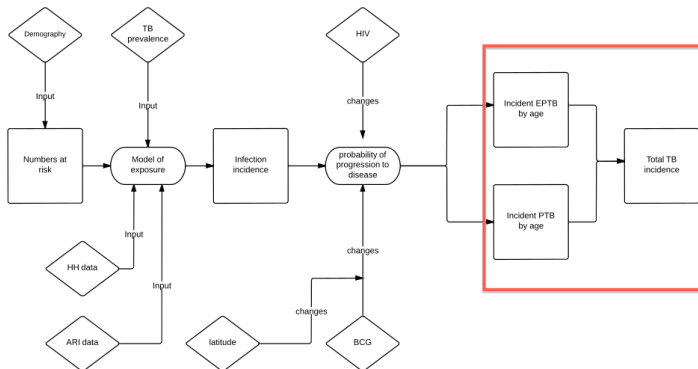 Demography
TB
prevalence
HIV
Input
Input
changes
Numbers at
risk
Model of
exposure
Infection
incidence
probability of
progression to
disease
Incident EPTB
by age
Incident PTB
by age
Total TB
incidence
Input
HH data
Input
changes
changes
ARI data
latitude
BCG